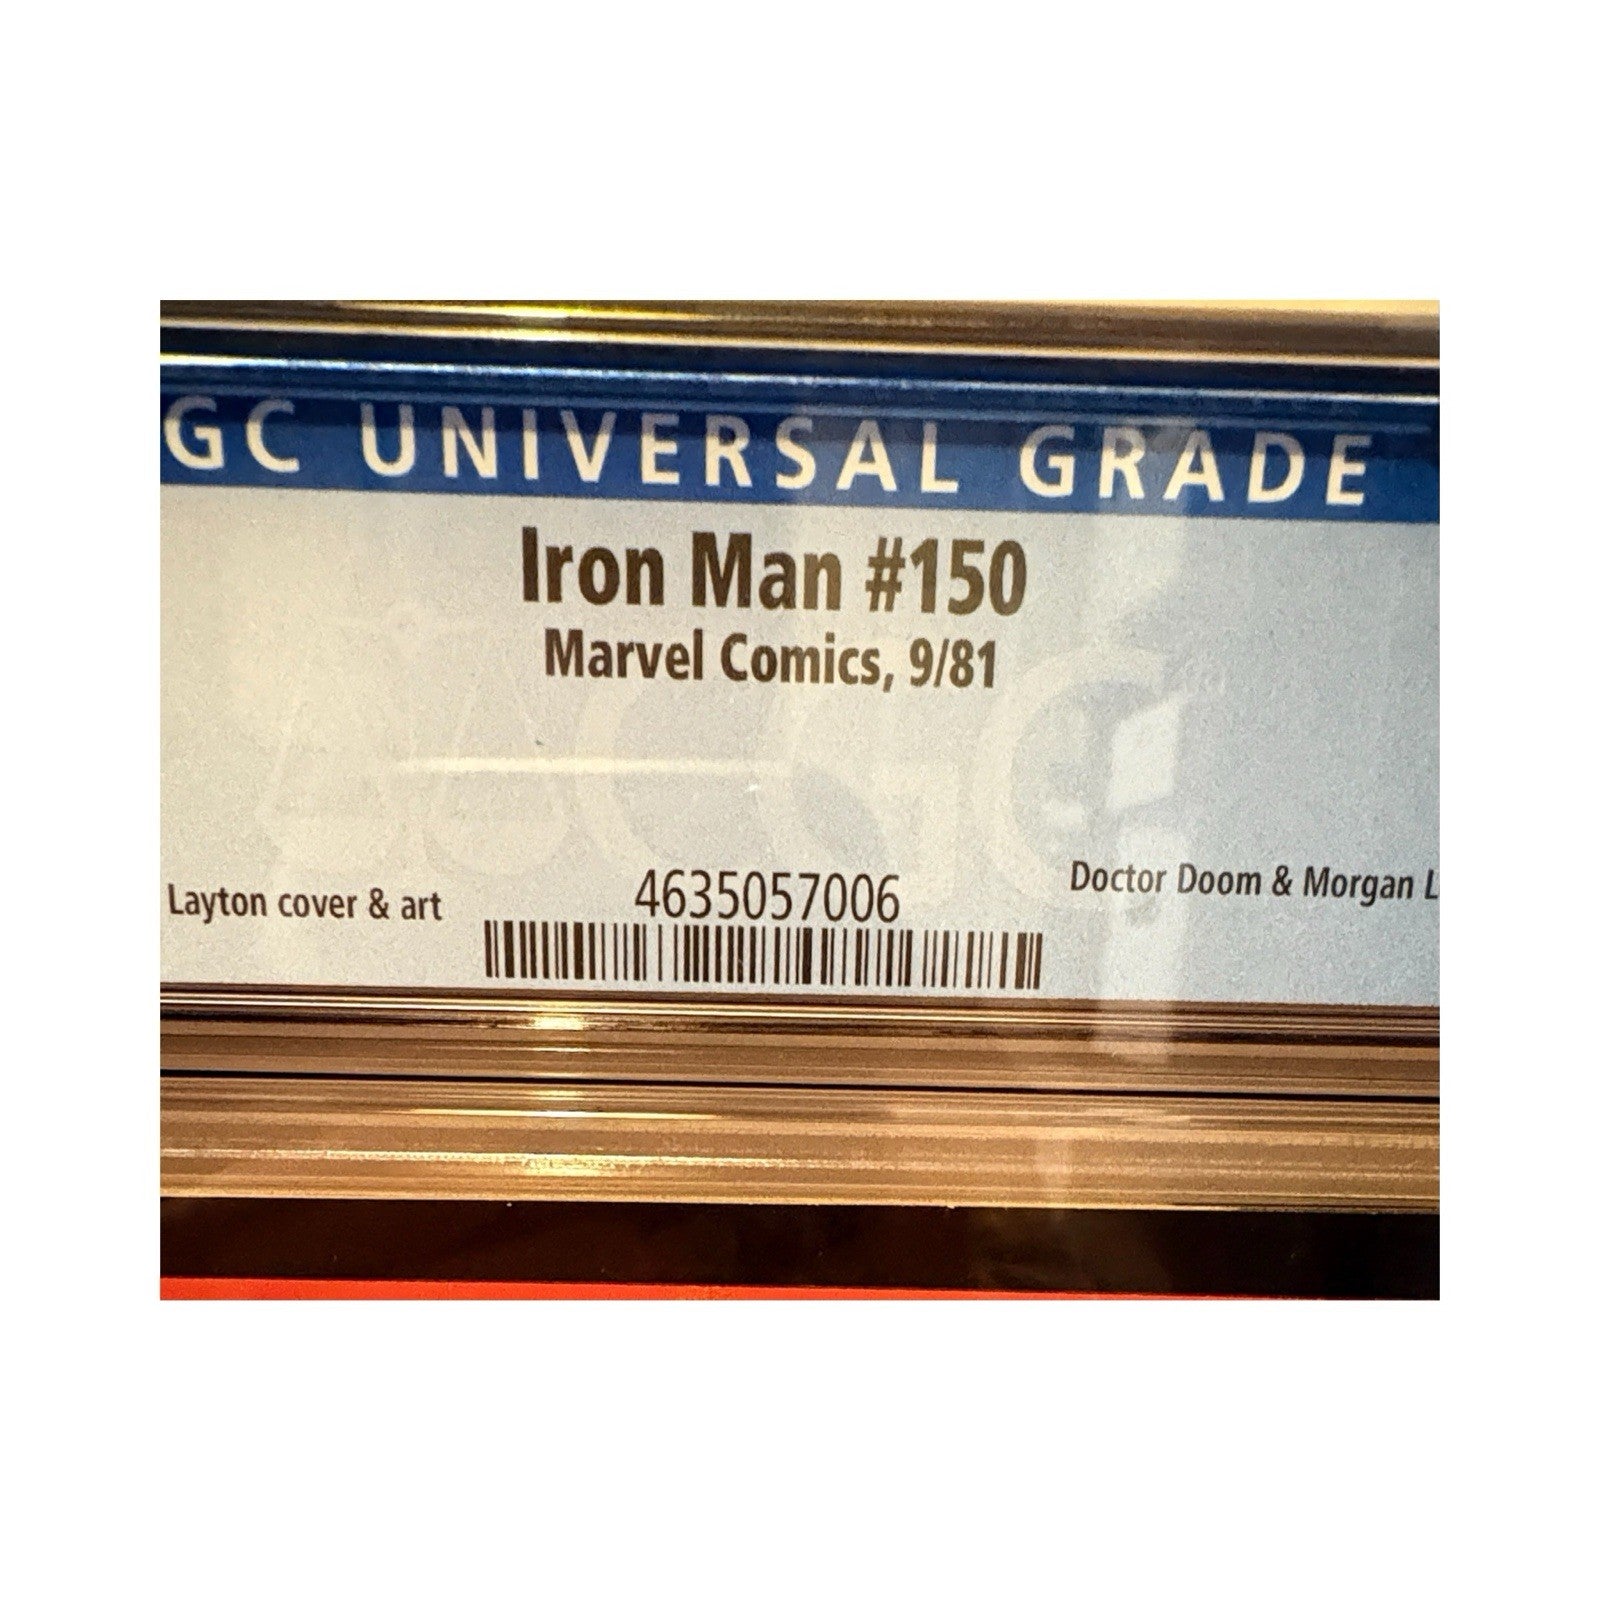 GC UNIVERSAL GRADE
Iron Man #150
Marvel Comics, 9/81
Layton cover & art
4635057006
Doctor Doom & Morgan L